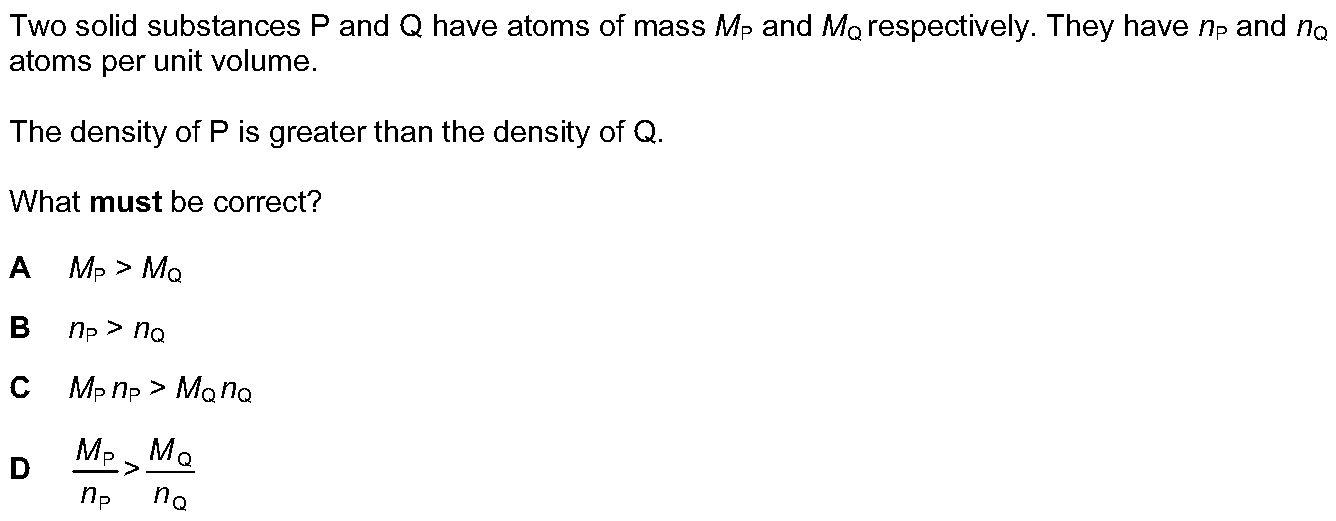 Two solid substances P and Q have atoms of mass M_P and M_Q respectively. They have n_P and n_Q
atoms per unit volume.
The density of P is greater than the density of Q.
What must be correct?
A M_P > M_Q
B n_P > n_Q
C M_P n_P > M_Q n_Q
D M_P/n_P > M_Q/n_Q